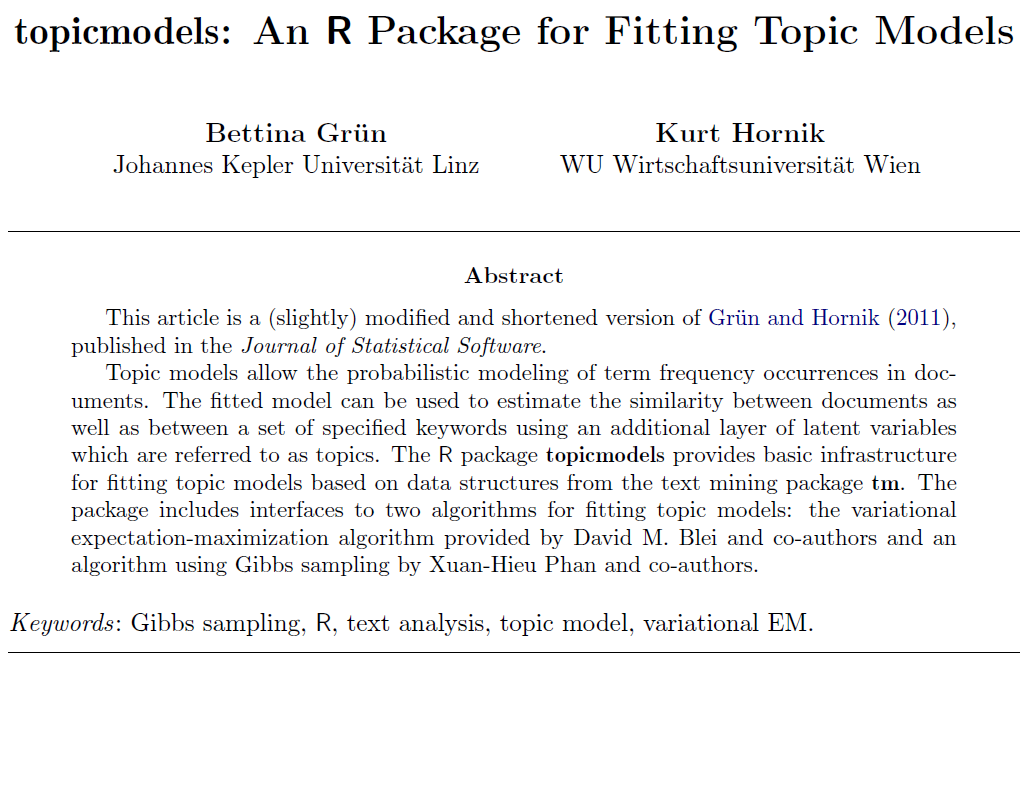 topicmodels: An R Package for Fitting Topic Models
Bettina Grün
Johannes Kepler Universität Linz
Kurt Hornik
WU Wirtschaftsuniversität Wien
Abstract
This article is a (slightly) modified and shortened version of Grün and Hornik (2011),
published in the Journal of Statistical Software.
Topic models allow the probabilistic modeling of term frequency occurrences in doc-
uments. The fitted model can be used to estimate the similarity between documents as
well as between a set of specified keywords using an additional layer of latent variables
which are referred to as topics. The R package topicmodels provides basic infrastructure
for fitting topic models based on data structures from the text mining package tm. The
package includes interfaces to two algorithms for fitting topic models: the variational
expectation-maximization algorithm provided by David M. Blei and co-authors and an
algorithm using Gibbs sampling by Xuan-Hieu Phan and co-authors.
Keywords: Gibbs sampling, R, text analysis, topic model, variational EM.